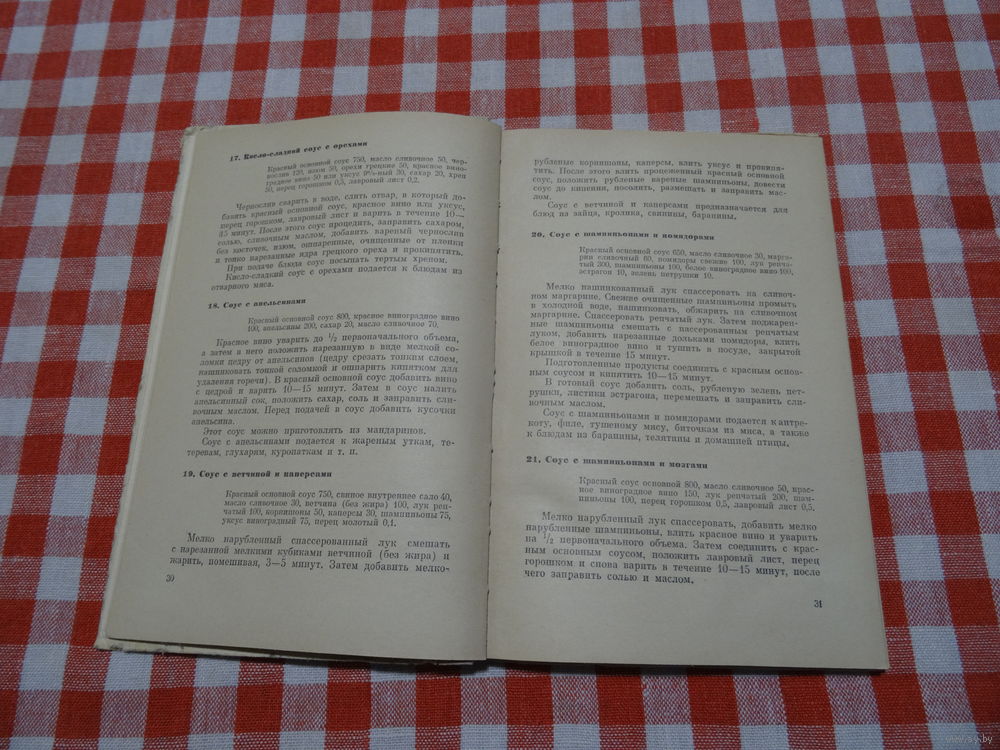 17. Кисло-сладкий соус с орехами
Красный основной соус 750, масло сливочное 50, чер-
нослив 120, изюм 50, орехи грецкие 50, красное вино-
градное вино 50 или уксус 9%-ный 30, сахар 20, хрен
50, перец горошком 0,5, лавровый лист 0,2.
Чернослив сварить в воде, слить отвар, в который до-
бавить красный основной соус, красное вино или уксус,
перец горошком, лавровый лист и варить в течение 10—
15 минут. После этого соус процедить, заправить сахаром,
солью, сливочным маслом, добавить вареный чернослив
без косточек, изюм, ошпаренные, очищенные от пленки
и тонко нарезанные ядра грецкого ореха и прокипятить.
При подаче блюда соус посыпать тертым хреном.
Кисло-сладкий соус с орехами подается к блюдам из
отварного мяса.
18. Соус с апельсинами
Красный основной соус 800, красное виноградное вино
100, апельсины 200, сахар 20, масло сливочное 70.
Красное вино уварить до 1/2 первоначального объема,
а затем в него положить нарезанную в виде мелкой со-
ломки цедру от апельсинов (цедру срезать тонким слоем,
нашинковать тонкой соломкой и ошпарить кипятком для
удаления горечи). В красный основной соус добавить вино
с цедрой и варить 10—15 минут. Затем в соус налить
апельсинный сок, положить сахар, соль и заправить сли-
вочным маслом. Перед подачей в соус добавить кусочки
апельсина.
Этот соус можно приготовлять из мандаринов.
Соус с апельсинами подается к жареным уткам, те-
теревам, глухарям, куропаткам и т. п.
19. Соус с ветчиной и каперсами
Красный основной соус 750, свиное внутреннее сало 40,
масло сливочное 30, ветчина (без жира) 100, лук реп-
чатый 100, корнишоны 50, каперсы 30, шампиньоны 75,
уксус виноградный 75, перец молотый 0,1.
Мелко нарубленный спассерованный лук смешать
с нарезанной мелкими кубиками ветчиной (без жира) и
жарить, помешивая, 3—5 минут. Затем добавить мелко-
30
рубленые корнишоны, каперсы, влить уксус и прокипя-
тить. После этого влить процеженный красный основной
соус, положить рубленые вареные шампиньоны, довести
соус до кипения, посолить, размешать и заправить мас-
лом.
Соус с ветчиной и каперсами предназначается для
блюд из зайца, кролика, свинины, баранины.
20. Соус с шампиньонами и помидорами
Красный основной соус 650, масло сливочное 30, марга-
рин сливочный 60, помидоры свежие 100, лук репча-
тый 300, шампиньоны 100, белое виноградное вино 100,
эстрагон 10, зелень петрушки 10.
Мелко нашинкованный лук спассеровать на сливоч-
ном маргарине. Свежие очищенные шампиньоны промыть
в холодной воде, нашинковать, обжарить на сливочном
маргарине. Спассеровать репчатый лук. Затем поджарен-
ные шампиньоны смешать с пассерованным репчатым
луком, добавить нарезанные дольками помидоры, влить
белое виноградное вино и тушить в посуде, закрытой
крышкой в течение 15 минут.
Подготовленные продукты соединить с красным основ-
ным соусом и кипятить 10—15 минут.
В готовый соус добавить соль, рубленую зелень пет-
рушки, листики эстрагона, перемешать и заправить сли-
вочным маслом.
Соус с шампиньонами и помидорами подается к антре-
коту, филе, тушеному мясу, биточкам из мяса, а также
к блюдам из баранины, телятины и домашней птицы.
21. Соус с шампиньонами и мозгами
Красный основной соус 800, масло сливочное 50, крас-
ное виноградное вино 150, лук репчатый 200, шам-
пиньоны 100, перец горошком 0,5, лавровый лист 0,5.
Мелко нарубленный лук спассеровать, добавить мелко
нарубленные шампиньоны, влить красное вино и уварить
на 1/2 первоначального объема. Затем соединить с крас-
ным основным соусом, положить лавровый лист, перец
горошком и снова варить в течение 10—15 минут, после
чего заправить солью и маслом.
31